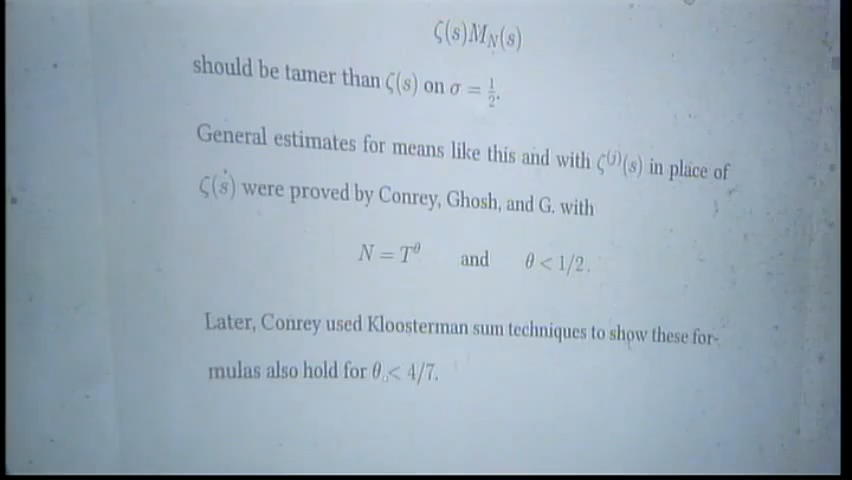 ζ(s)M_N(s)
should be tamer than ζ(s) on σ = 1/2.
General estimates for means like this and with ζ^(j)(s) in place of
ζ(s) were proved by Conrey, Ghosh, and G. with
N = T^θ and θ < 1/2.
Later, Conrey used Kloosterman sum techniques to show these for-
mulas also hold for θ < 4/7.